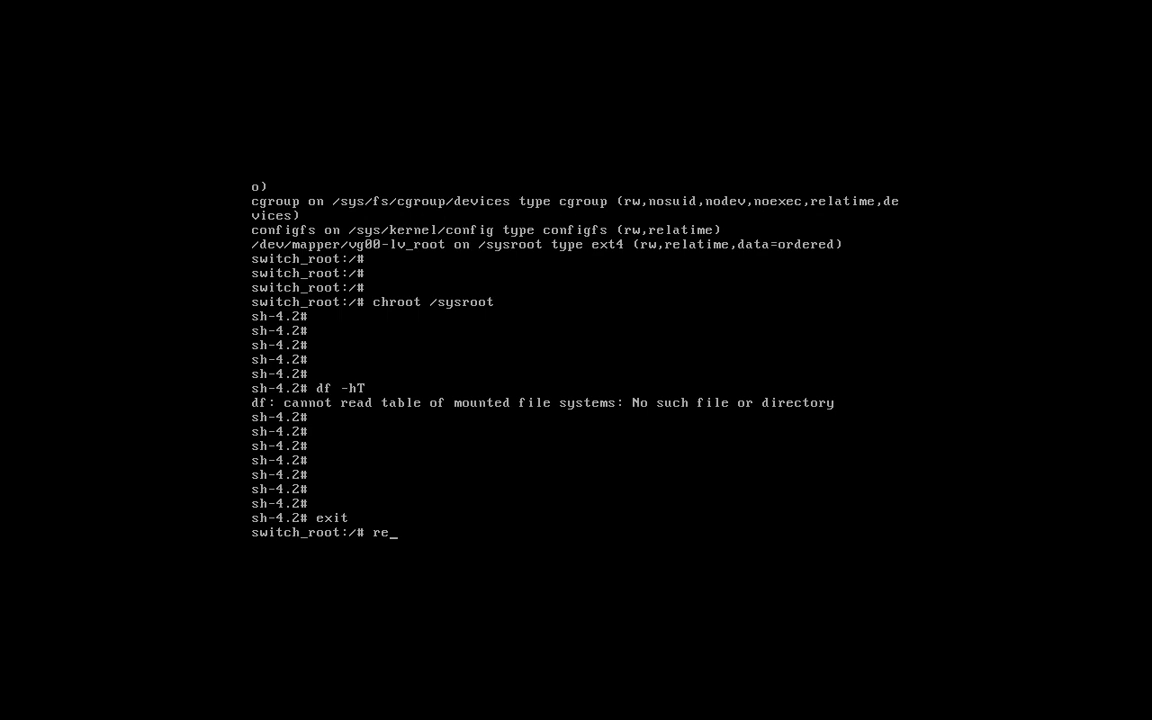 o)
cgroup on /sys/fs/cgroup/devices type cgroup (rw,nosuid,nodev,noexec,relatime,de
vices)
configfs on /sys/kernel/config type configfs (rw,relatime)
/dev/mapper/vg00-lv_root on /sysroot type ext4 (rw,relatime,data=ordered)
switch_root:/#
switch_root:/#
switch_root:/#
switch_root:/# chroot /sysroot
sh-4.2#
sh-4.2#
sh-4.2#
sh-4.2#
sh-4.2#
sh-4.2# df -hT
df: cannot read table of mounted file systems: No such file or directory
sh-4.2#
sh-4.2#
sh-4.2#
sh-4.2#
sh-4.2#
sh-4.2#
sh-4.2#
sh-4.2# exit
switch_root:/# re_